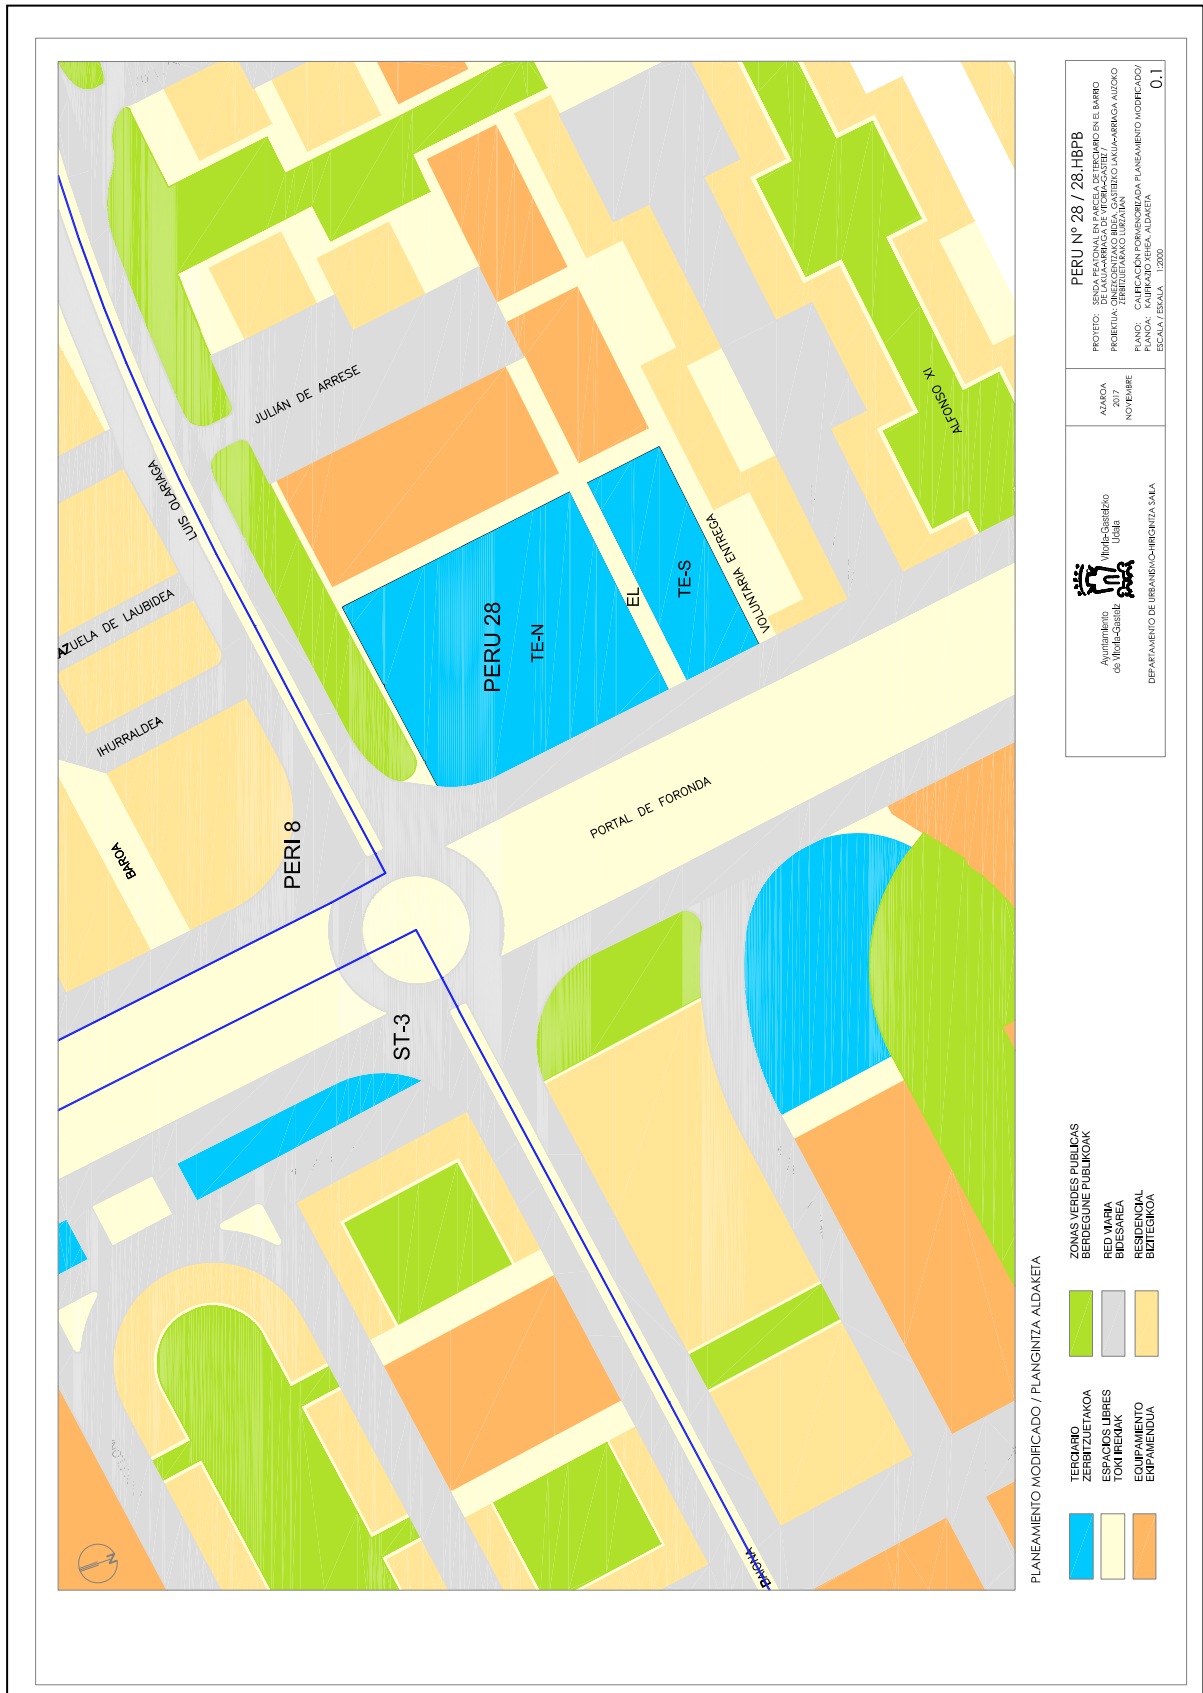 JULIÁN DE ARRESE
LUIS OLARIAGA
AZUELA DE LAUBIDEA
IHURRALDEA
BAROA
PERI 8
ST-3
PERU 28
TE-N
EL
TE-S
VOLUNTARIA ENTREGA
ALFONSO XI
PORTAL DE FORONDA
BAIONA
N
PLANEAMIENTO MODIFICADO / PLANGINTZA ALDAKETA
TERCIARIO
ZERBITZUETAKOA
ESPACIOS LIBRES
TOKI IREKIAK
EQUIPAMIENTO
EKIPAMENDUA
ZONAS VERDES PUBLICAS
BERDEGUNE PUBLIKOAK
RED VIARIA
BIDESAREA
RESIDENCIAL
BIZITEGIKOA
Ayuntamiento
de Vitoria-Gasteiz
Vitoria-Gasteizko
Udala
DEPARTAMENTO DE URBANISMO-HIRIGINTZA SAILA
AZAROA
2017
NOVIEMBRE
PERU Nº 28 / 28.HBPB
PROYETO: SENDA PEATONAL EN PARCELA DE TERCIARIO EN EL BARRIO
DE LAKUA-ARRIAGA DE VITORIA-GASTEIZ /
PROIEKTUA: OINEZKOENTZAKO BIDEA, GASTEIZKO LAKUA-ARRIAGA AUZOKO
ZERBITZUETARAKO LURZATIAN
PLANO: CALIFICACIÓN PORMENORIZADA PLANEAMIENTO MODIFICADO/
PLANOA: KALIFIKAZIO XEHEA. ALDAKETA
ESCALA / ESKALA 1:2000
0.1